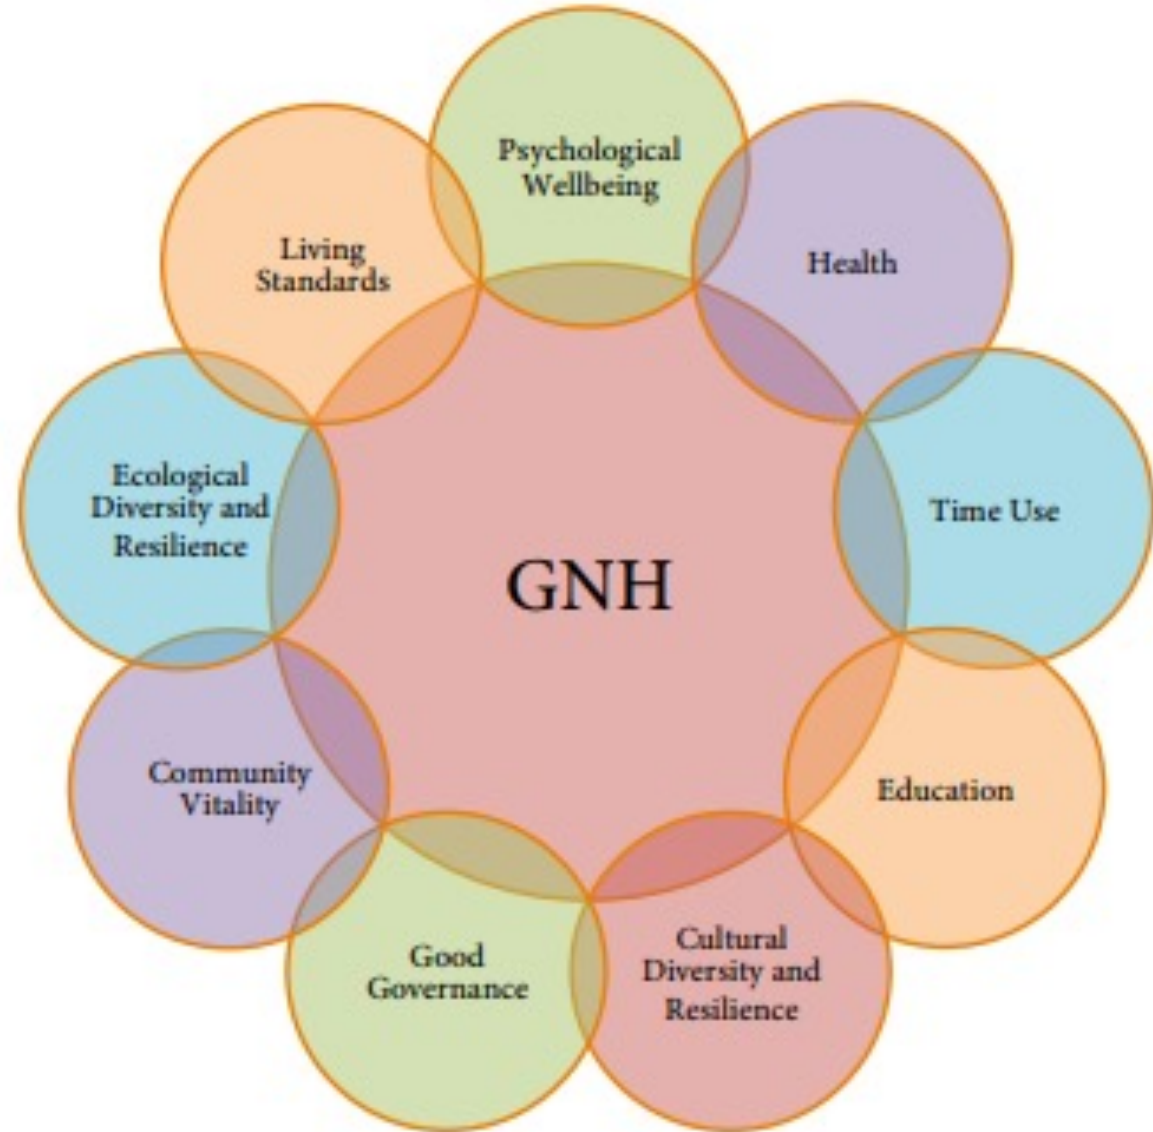 Psychological
Wellbeing
Health
Time Use
Education
Cultural
Diversity and
Resilience
Good
Governance
Community
Vitality
Ecological
Diversity and
Resilience
Living
Standards
GNH